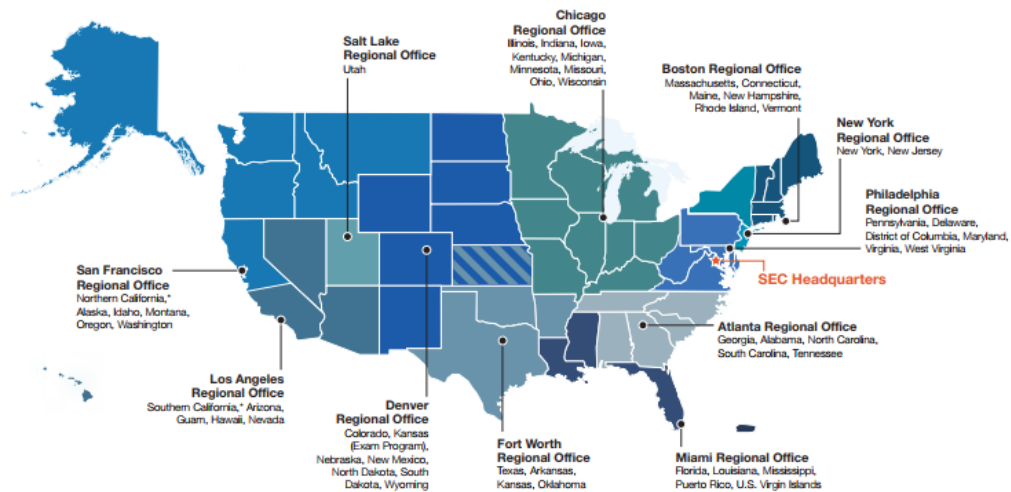 Chicago
Regional Office
Illinois, Indiana, Iowa,
Kentucky, Michigan,
Minnesota, Missouri,
Ohio, Wisconsin
Salt Lake
Regional Office
Utah
Boston Regional Office
Massachusetts, Connecticut,
Maine, New Hampshire,
Rhode Island, Vermont
New York
Regional Office
New York, New Jersey
Philadelphia
Regional Office
Pennsylvania, Delaware,
District of Columbia, Maryland,
Virginia, West Virginia
SEC Headquarters
San Francisco
Regional Office
Northern California,*
Alaska, Idaho, Montana,
Oregon, Washington
Atlanta Regional Office
Georgia, Alabama, North Carolina,
South Carolina, Tennessee
Los Angeles
Regional Office
Southern California,* Arizona,
Guam, Hawaii, Nevada
Denver
Regional Office
Colorado, Kansas
(Exam Program),
Nebraska, New Mexico,
North Dakota, South
Dakota, Wyoming
Fort Worth
Regional Office
Texas, Arkansas,
Kansas, Oklahoma
Miami Regional Office
Florida, Louisiana, Mississippi,
Puerto Rico, U.S. Virgin Islands